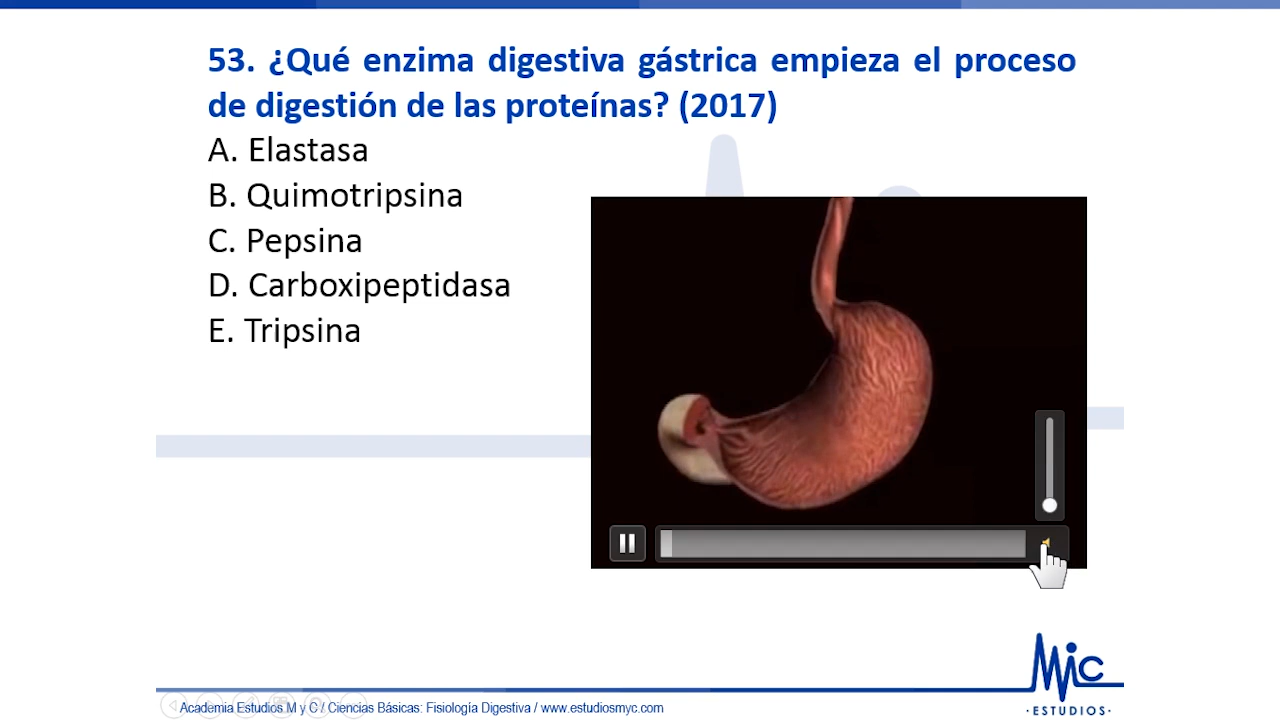 53. ¿Qué enzima digestiva gástrica empieza el proceso
de digestión de las proteínas? (2017)
A. Elastasa
B. Quimotripsina
C. Pepsina
D. Carboxipeptidasa
E. Tripsina
MIC
·ESTUDIOS·
Academia Estudios M y C / Ciencias Básicas: Fisiología Digestiva / www.estudiosmyc.com